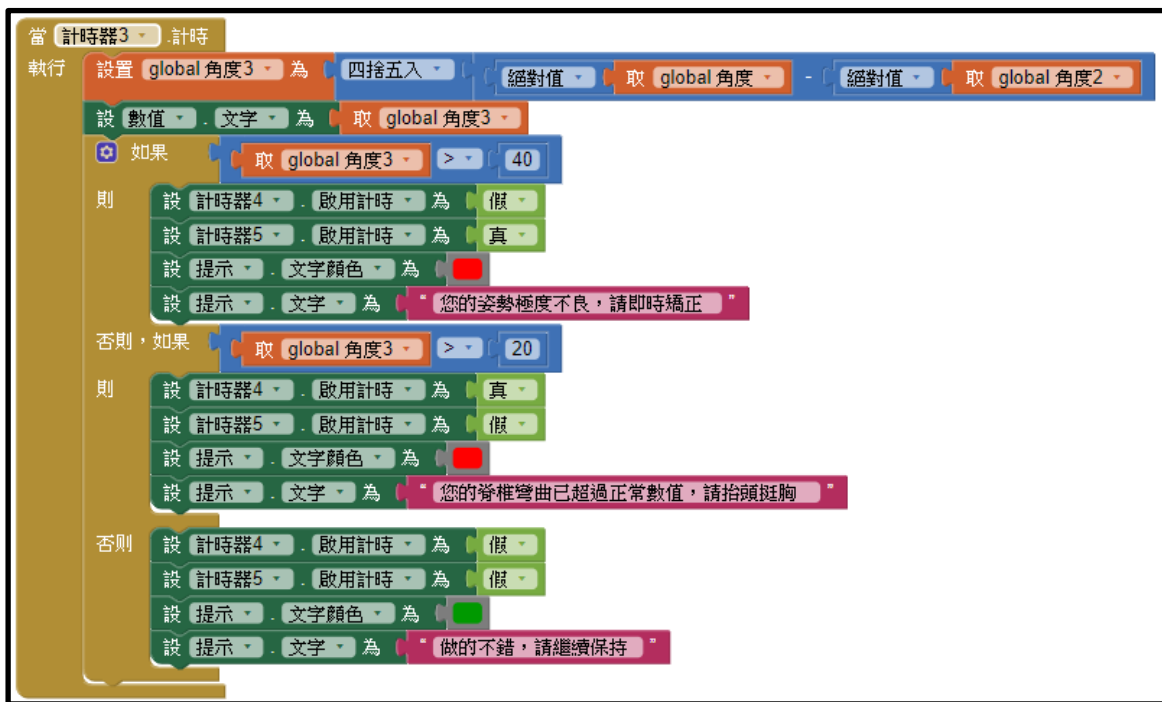 當 計時器3 .計時
執行 設置 global 角度3 為 四捨五入 絕對值 取 global 角度 - 絕對值 取 global 角度2
設 數值 . 文字 為 取 global 角度3
如果 取 global 角度3 > 40
則 設 計時器4 . 啟用計時 為 假
設 計時器5 . 啟用計時 為 真
設 提示 . 文字顏色 為
設 提示 . 文字 為 " 您的姿勢極度不良，請即時矯正 "
否則，如果 取 global 角度3 > 20
則 設 計時器4 . 啟用計時 為 真
設 計時器5 . 啟用計時 為 假
設 提示 . 文字顏色 為
設 提示 . 文字 為 " 您的脊椎彎曲已超過正常數值，請抬頭挺胸 "
否則 設 計時器4 . 啟用計時 為 假
設 計時器5 . 啟用計時 為 假
設 提示 . 文字顏色 為
設 提示 . 文字 為 " 做的不錯，請繼續保持 "